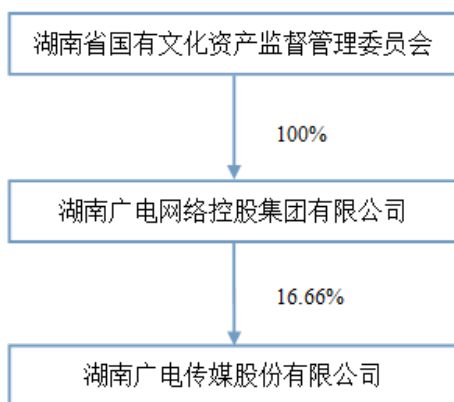 湖南省国有文化资产监督管理委员会
100%
湖南广电网络控股集团有限公司
16.66%
湖南广电传媒股份有限公司